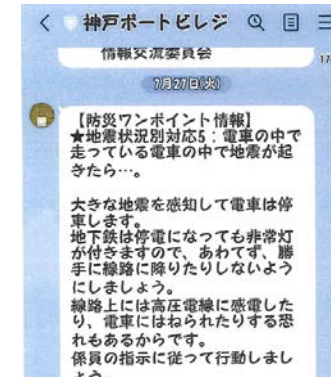 神戸ポートビレジ
情報交流委員会
17
7月27日(火)
【防災ワンポイント情報】
★地震状況別対応5：電車の中で
走っている電車の中で地震が起
きたら…。
大きな地震を感知して電車は停
車します。
地下鉄は停電になっても非常灯
が付きますので、あわてず、勝
手に線路に降りたりしないよう
にしましょう。
線路上には高圧電線に感電した
り、電車にはねられたりする恐
れもあるからです。
係員の指示に従って行動しまし
ょう。